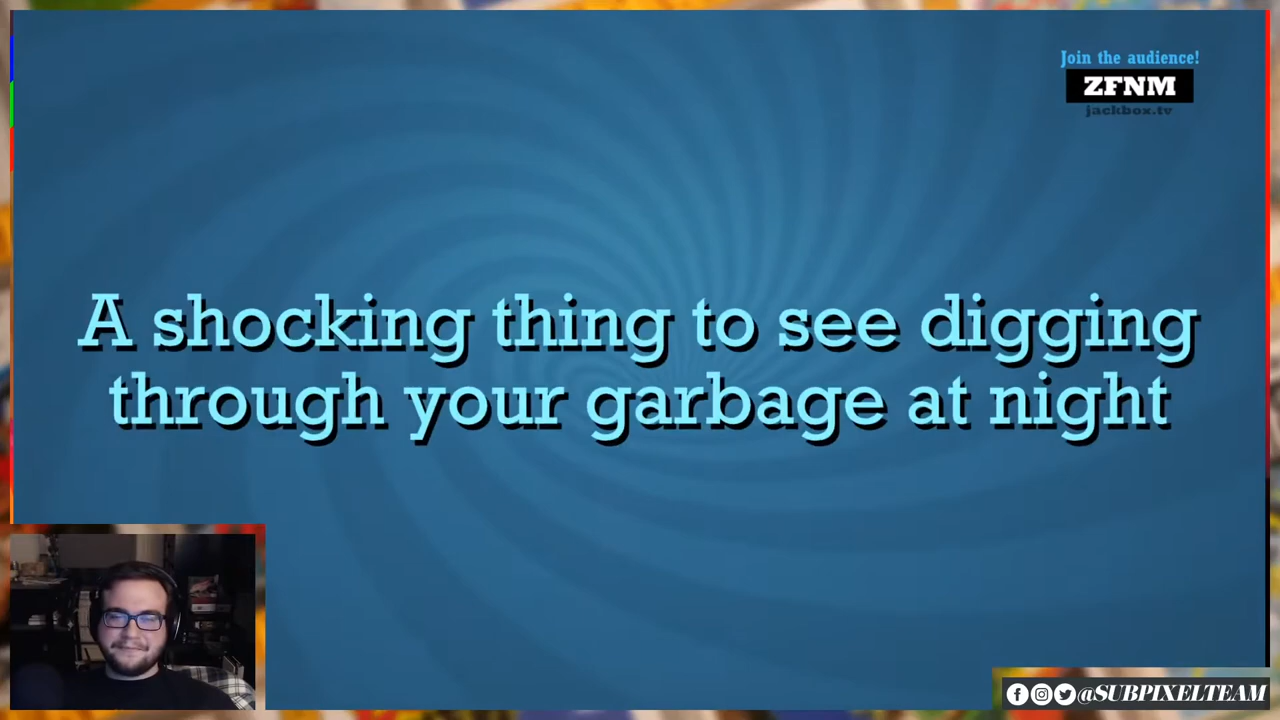 Join the audience!
ZFNM
jackbox.tv
A shocking thing to see digging
through your garbage at night
@SUBPIXELTEAM